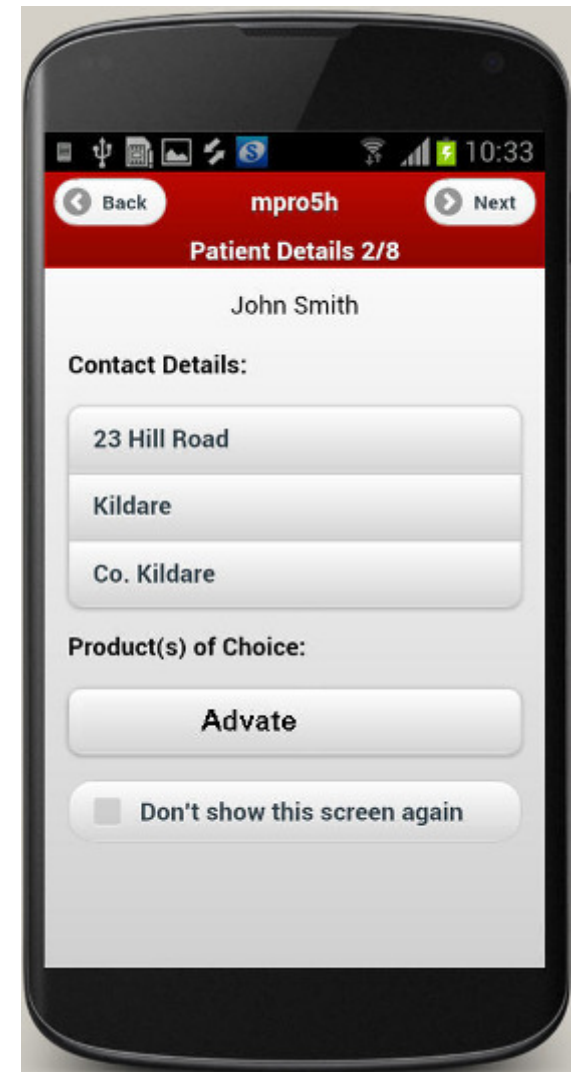 10:33
Back mpro5h Next
Patient Details 2/8
John Smith
Contact Details:
23 Hill Road
Kildare
Co. Kildare
Product(s) of Choice:
Advate
Don't show this screen again